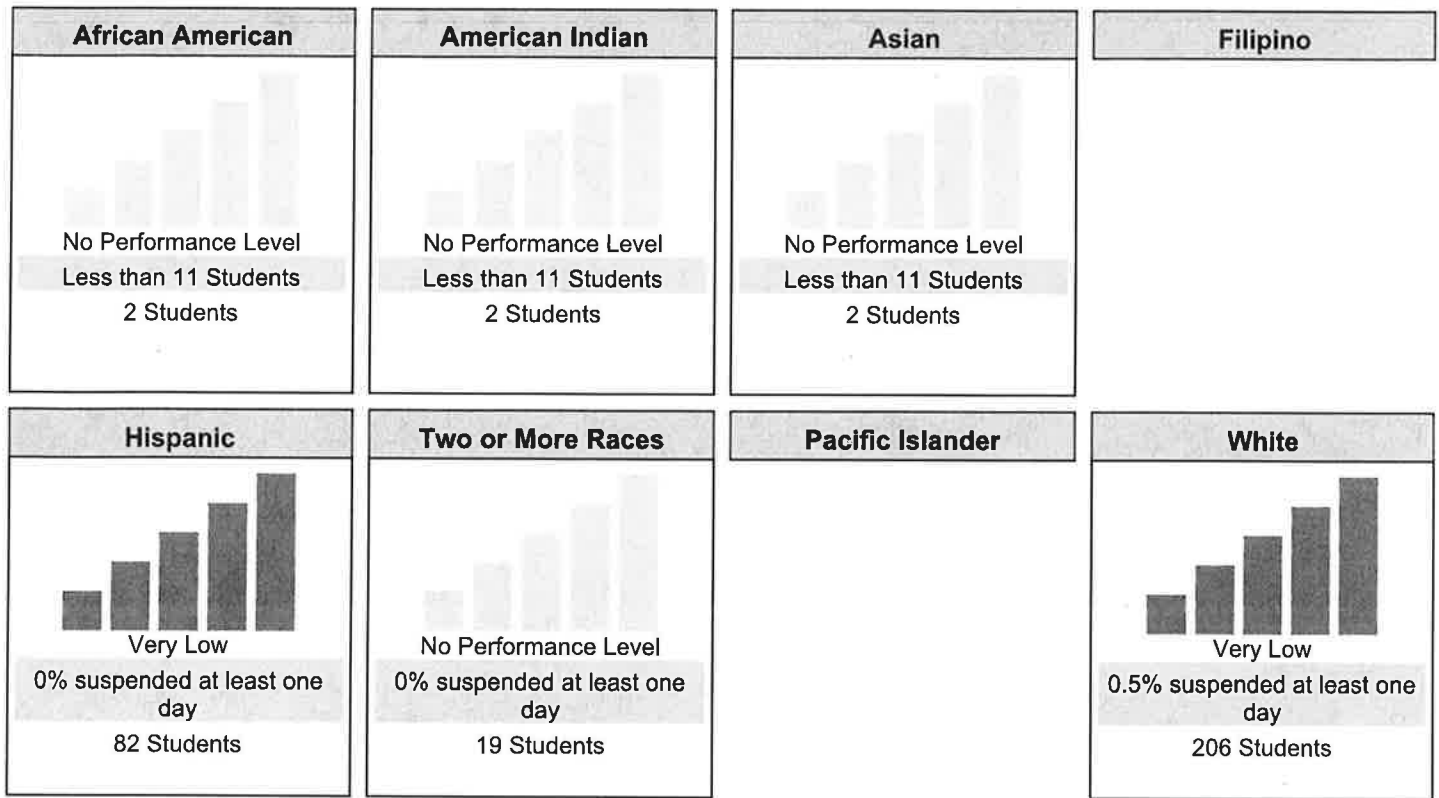 African American
No Performance Level
Less than 11 Students
2 Students
American Indian
No Performance Level
Less than 11 Students
2 Students
Asian
No Performance Level
Less than 11 Students
2 Students
Filipino
Hispanic
Very Low
0% suspended at least one
day
82 Students
Two or More Races
No Performance Level
0% suspended at least one
day
19 Students
Pacific Islander
White
Very Low
0.5% suspended at least one
day
206 Students